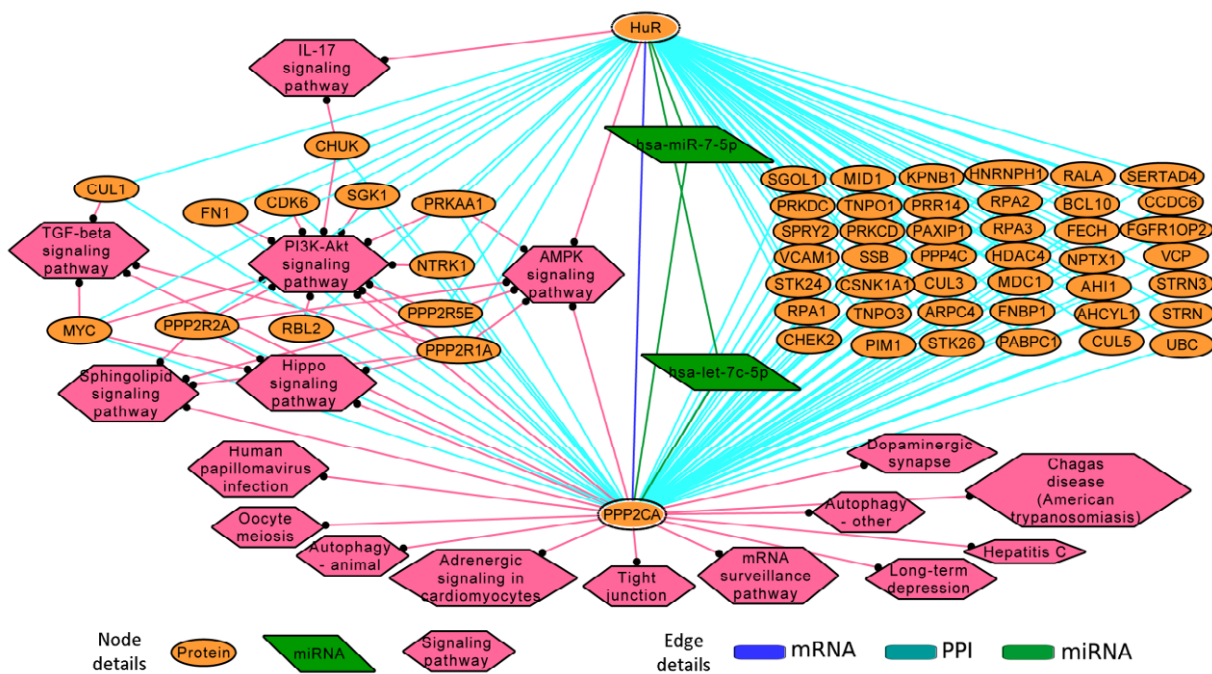 HuR
IL-17
signaling
pathway
hsa-miR-7-5p
CHUK
CUL1
FN1
CDK6
SGK1
PRKAA1
TGF-beta
signaling
pathway
PI3K-Akt
signaling
pathway
NTRK1
AMPK
signaling
pathway
MYC
PPP2R2A
RBL2
PPP2R5E
PPP2R1A
Sphingolipid
signaling
pathway
Hippo
signaling
pathway
hsa-let-7c-5p
SGOL1 MID1 KPNB1 HNRNPH1 RALA SERTAD4
PRKDC TNPO1 PRR14 RPA2 BCL10 CCDC6
SPRY2 PRKCD PAXIP1 RPA3 FECH FGFR1OP2
VCAM1 SSB PPP4C HDAC4 NPTX1 VCP
STK24 CSNK1A1 CUL3 MDC1 AHI1 STRN3
RPA1 TNPO3 ARPC4 FNBP1 AHCYL1 STRN
CHEK2 PIM1 STK26 PABPC1 CUL5 UBC
Human
papillomavirus
infection
Oocyte
meiosis
Autophagy
- animal
Adrenergic
signaling in
cardiomyocytes
PPP2CA
Tight
junction
mRNA
surveillance
pathway
Dopaminergic
synapse
Autophagy
- other
Chagas
disease
(American
trypanosomiasis)
Hepatitis C
Long-term
depression
Node
details
Protein
miRNA
Signaling
pathway
Edge
details
mRNA
PPI
miRNA